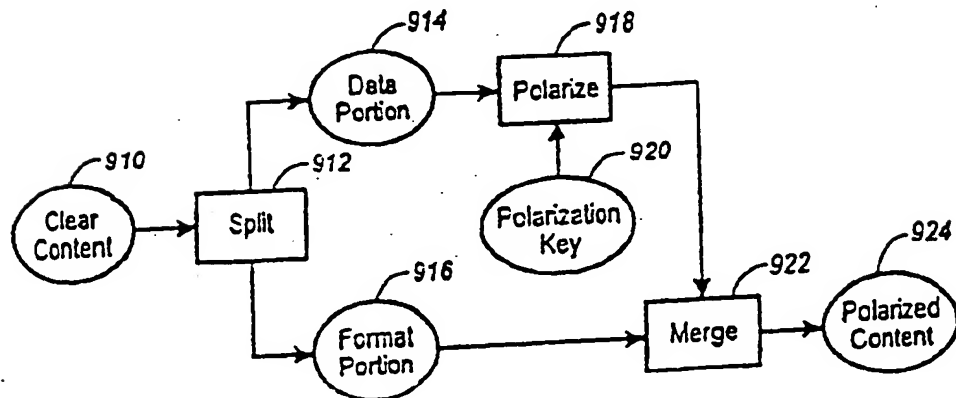 914
918
Data
Portion
Polarize
910
912
920
Clear
Content
Split
Polarization
Key
924
916
922
Format
Portion
Merge
Polarized
Content